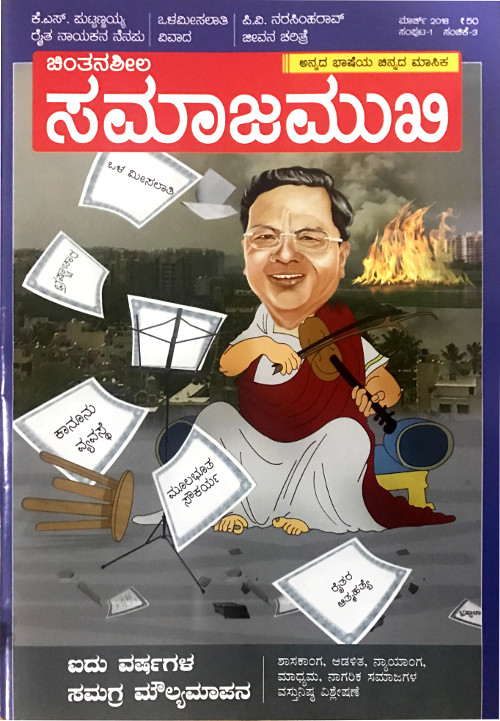 ಕೆ.ಎಸ್. ಪುಟ್ಟಣ್ಣಯ್ಯ
ರೈತ ನಾಯಕನ ನೆನಪು
ಒಳಮೀಸಲಾತಿ
ವಿವಾದ
ಪಿ.ವಿ. ನರಸಿಂಹರಾವ್
ಜೀವನ ಚರಿತ್ರೆ
ಮಾರ್ಚ್ 2018 ₹50
ಸಂಪುಟ-1 ಸಂಚಿಕೆ-3
ಚಿಂತನಶೀಲ
ಅನ್ನದ ಭಾಷೆಯ ಚಿನ್ನದ ಮಾಸಿಕ
ಸಮಾಜಮುಖಿ
ಒಳ ಮೀಸಲಾತಿ
ಕಾನೂನು
ವ್ಯವಸ್ಥೆ
ಮೂಲಭೂತ
ಸೌಕರ್ಯ
ರೈತರ
ಆತ್ಮಹತ್ಯೆ
ಐದು ವರ್ಷಗಳ
ಸಮಗ್ರ ಮೌಲ್ಯಮಾಪನ
ಶಾಸಕಾಂಗ, ಆಡಳಿತ, ನ್ಯಾಯಾಂಗ,
ಮಾಧ್ಯಮ, ನಾಗರಿಕ ಸಮಾಜಗಳ
ವಸ್ತುನಿಷ್ಠ ವಿಶ್ಲೇಷಣೆ